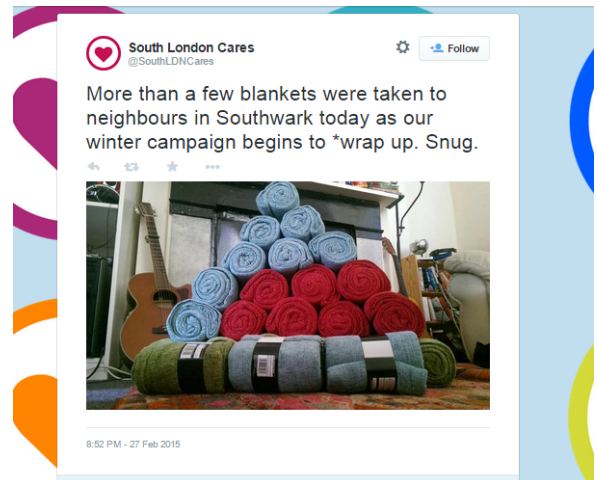 South London Cares
@SouthLDNCares
Follow
More than a few blankets were taken to
neighbours in Southwark today as our
winter campaign begins to *wrap up. Snug.
8:52 PM - 27 Feb 2015